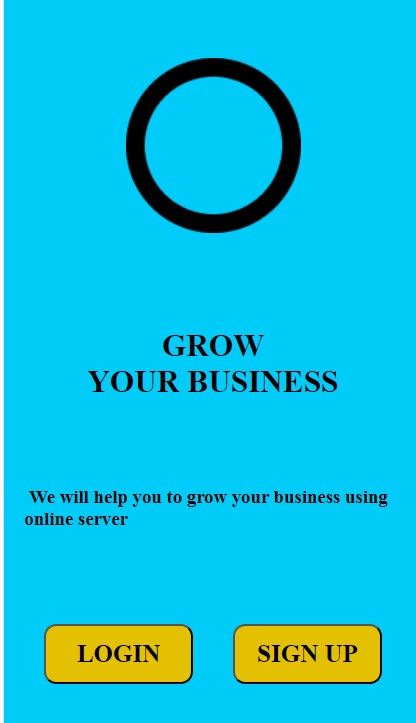 GROW
YOUR BUSINESS
We will help you to grow your business using
online server
LOGIN
SIGN UP